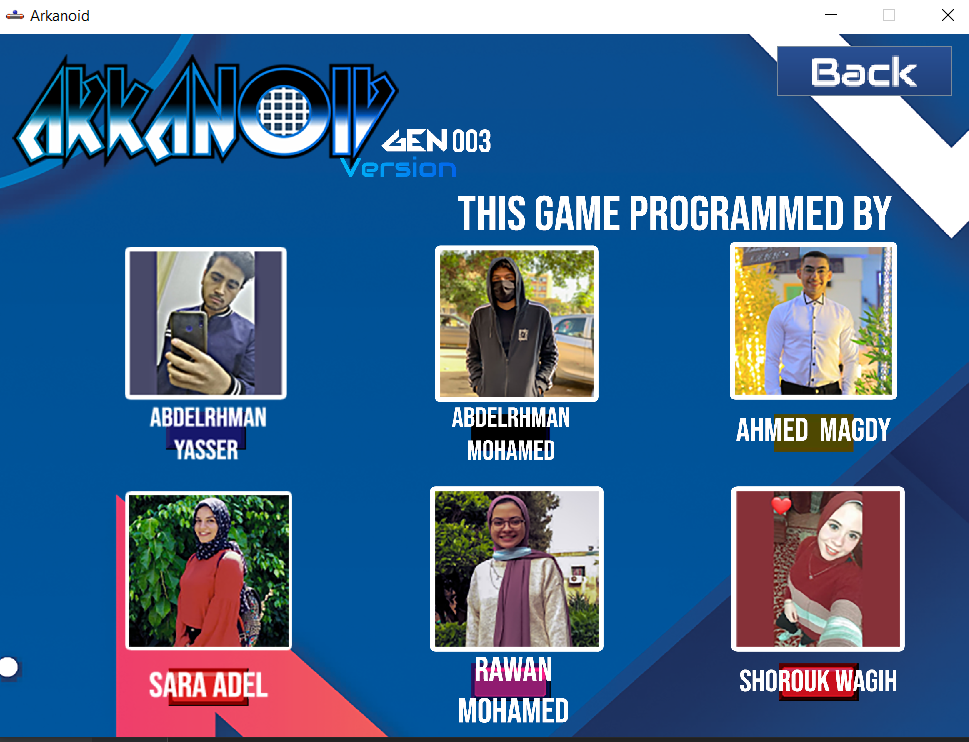 Arkanoid
Back
ARKANOID
GEN 003
Version
THIS GAME PROGRAMMED BY
ABDELRHMAN
YASSER
ABDELRHMAN
MOHAMED
AHMED MAGDY
SARA ADEL
RAWAN
MOHAMED
SHOROUK WAGIH